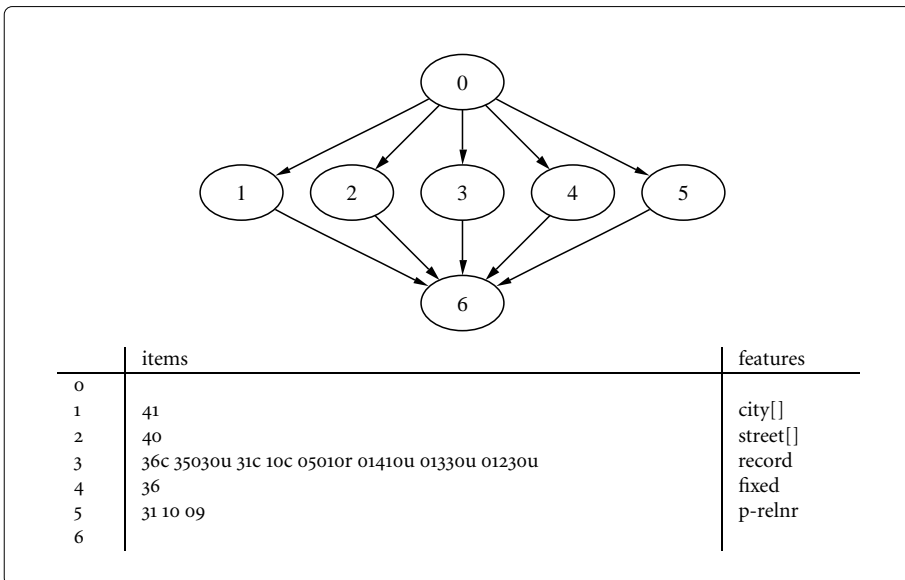 0
1 2 3 4 5
6
items features
0
1 41 city[]
2 40 street[]
3 36c 35030u 31c 10c 05010r 01410u 01330u 01230u record
4 36 fixed
5 31 10 09 p-relnr
6